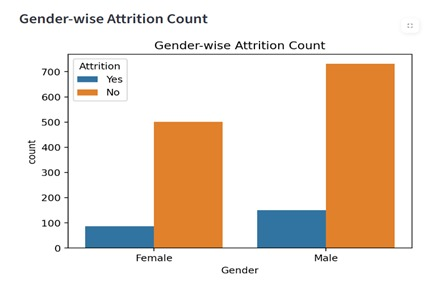 Gender-wise Attrition Count
Gender-wise Attrition Count
Attrition
Yes
No
700
600
500
400
300
200
100
0
count
Female Male
Gender